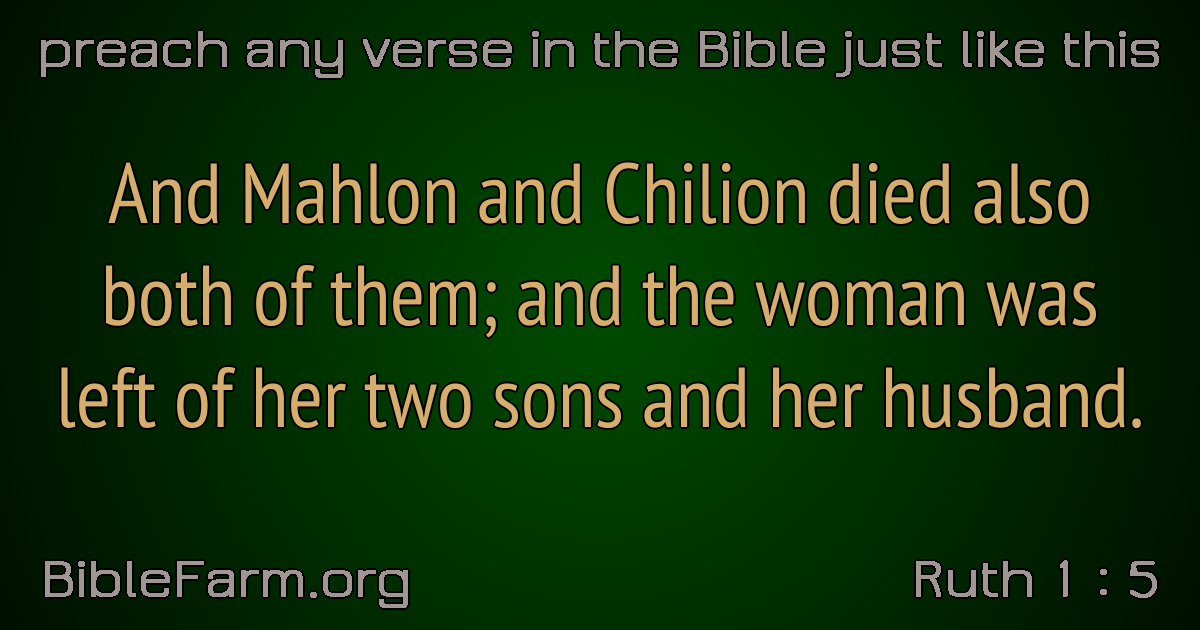 preach any verse in the Bible just like this
And Mahlon and Chilion died also
both of them; and the woman was
left of her two sons and her husband.
BibleFarm.org
Ruth 1 : 5